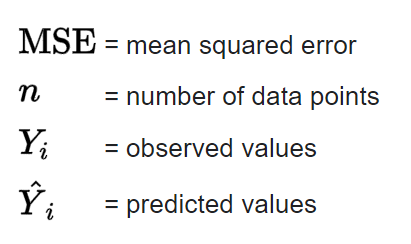 MSE = mean squared error
n = number of data points
Yᵢ = observed values
Ŷᵢ = predicted values